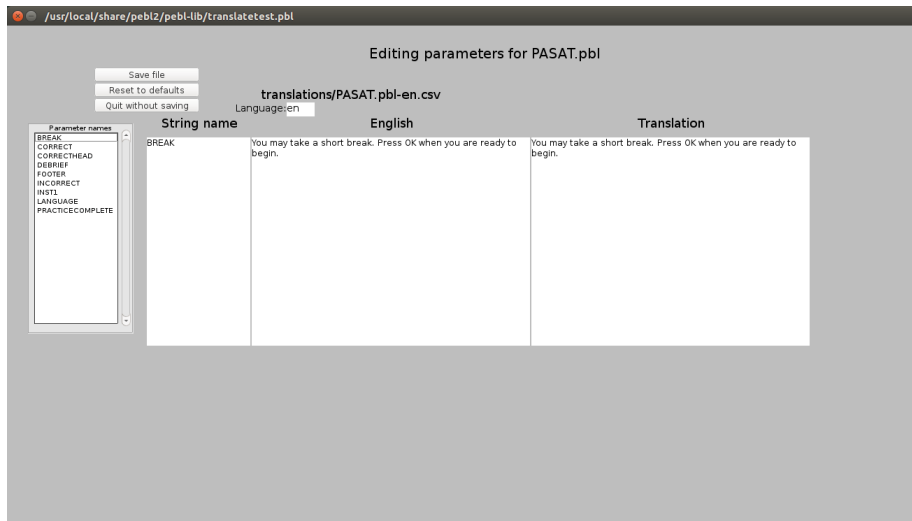 /usr/local/share/pebl2/pebl-lib/translatetest.pbl
Editing parameters for PASAT.pbl
Save file
Reset to defaults
Quit without saving
translations/PASAT.pbl-en.csv
Language:en
Parameter names
BREAK
CORRECT
CORRECTHEAD
DEBRIEF
FOOTER
INCORRECT
INST1
LANGUAGE
PRACTICECOMPLETE
String name
English
Translation
BREAK
You may take a short break. Press OK when you are ready to
begin.
You may take a short break. Press OK when you are ready to
begin.